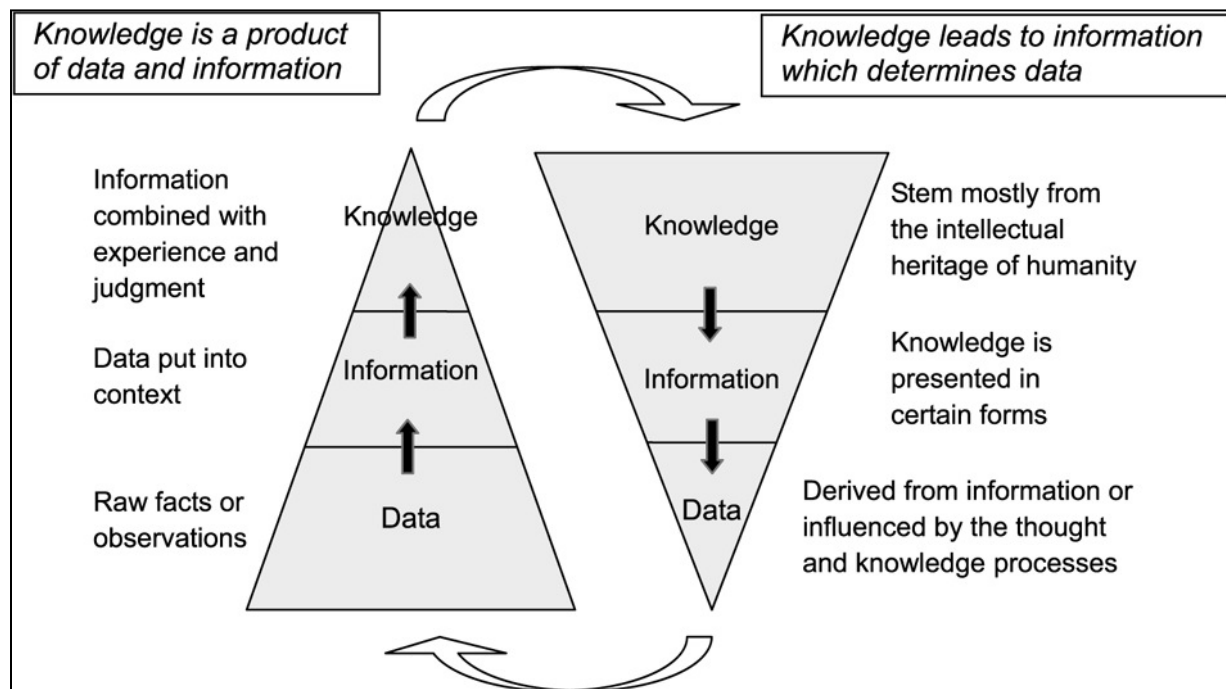 Knowledge is a product
of data and information
Knowledge leads to information
which determines data
Information
combined with
experience and
judgment
Knowledge
Data put into
context
Information
Raw facts or
observations
Data
Knowledge
Stem mostly from
the intellectual
heritage of humanity
Information
Knowledge is
presented in
certain forms
Data
Derived from information or
influenced by the thought
and knowledge processes